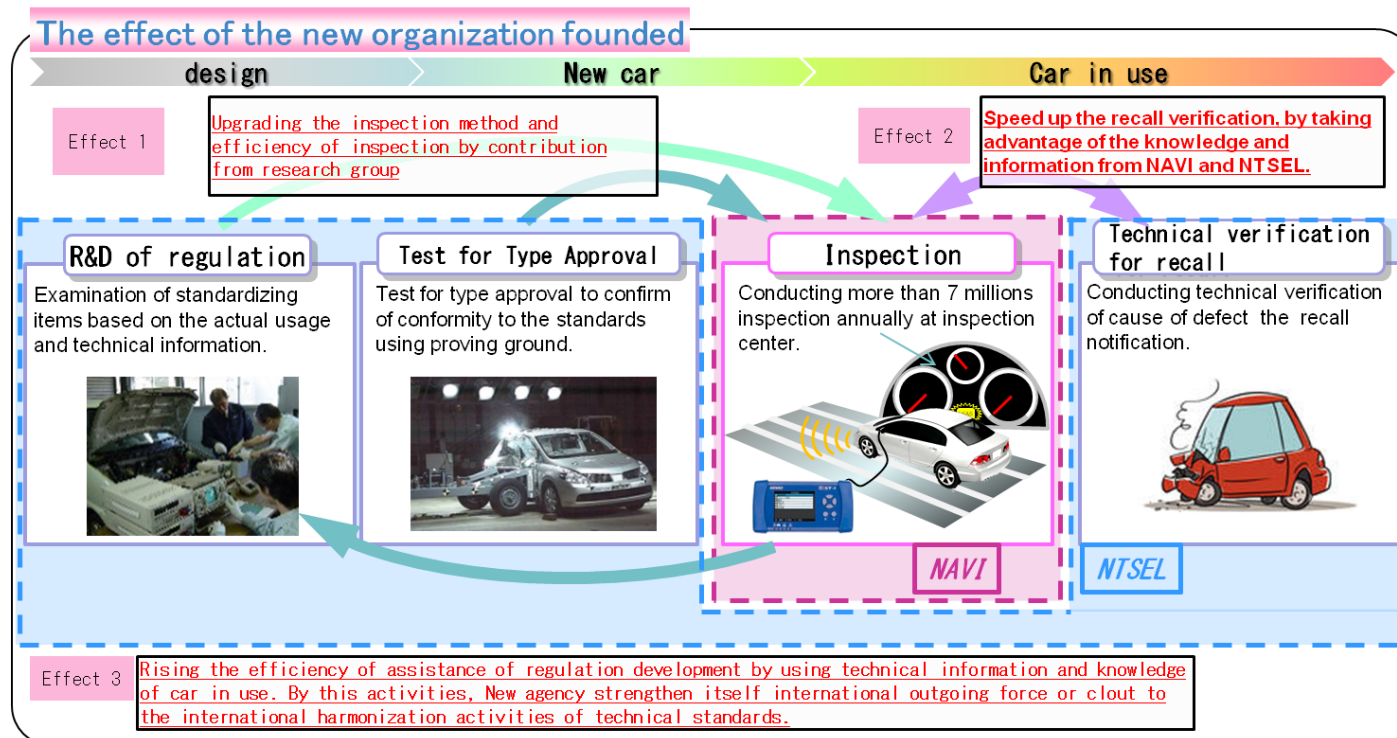 The effect of the new organization founded
design
New car
Car in use
Effect 1
Upgrading the inspection method and
efficiency of inspection by contribution
from research group
Effect 2
Speed up the recall verification, by taking
advantage of the knowledge and
information from NAVI and NTSEL.
R&D of regulation
Examination of standardizing
items based on the actual usage
and technical information.
Test for Type Approval
Test for type approval to confirm
of conformity to the standards
using proving ground.
Inspection
Conducting more than 7 millions
inspection annually at inspection
center.
Technical verification
for recall
Conducting technical verification
of cause of defect the recall
notification.
NAVI
NTSEL
Effect 3
Rising the efficiency of assistance of regulation development by using technical information and knowledge
of car in use. By this activities, New agency strengthen itself international outgoing force or clout to
the international harmonization activities of technical standards.